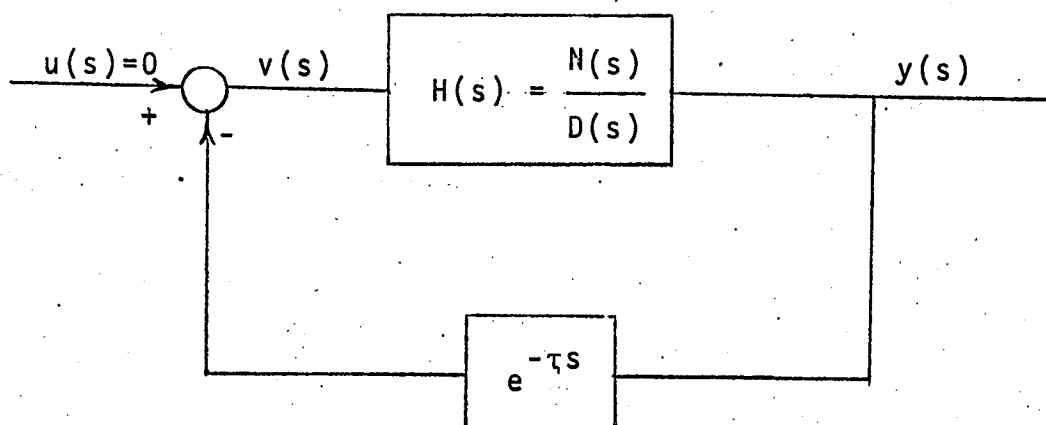 u(s)=0
v(s)
H(s) = N(s)/D(s)
y(s)
+
-
e^-τs